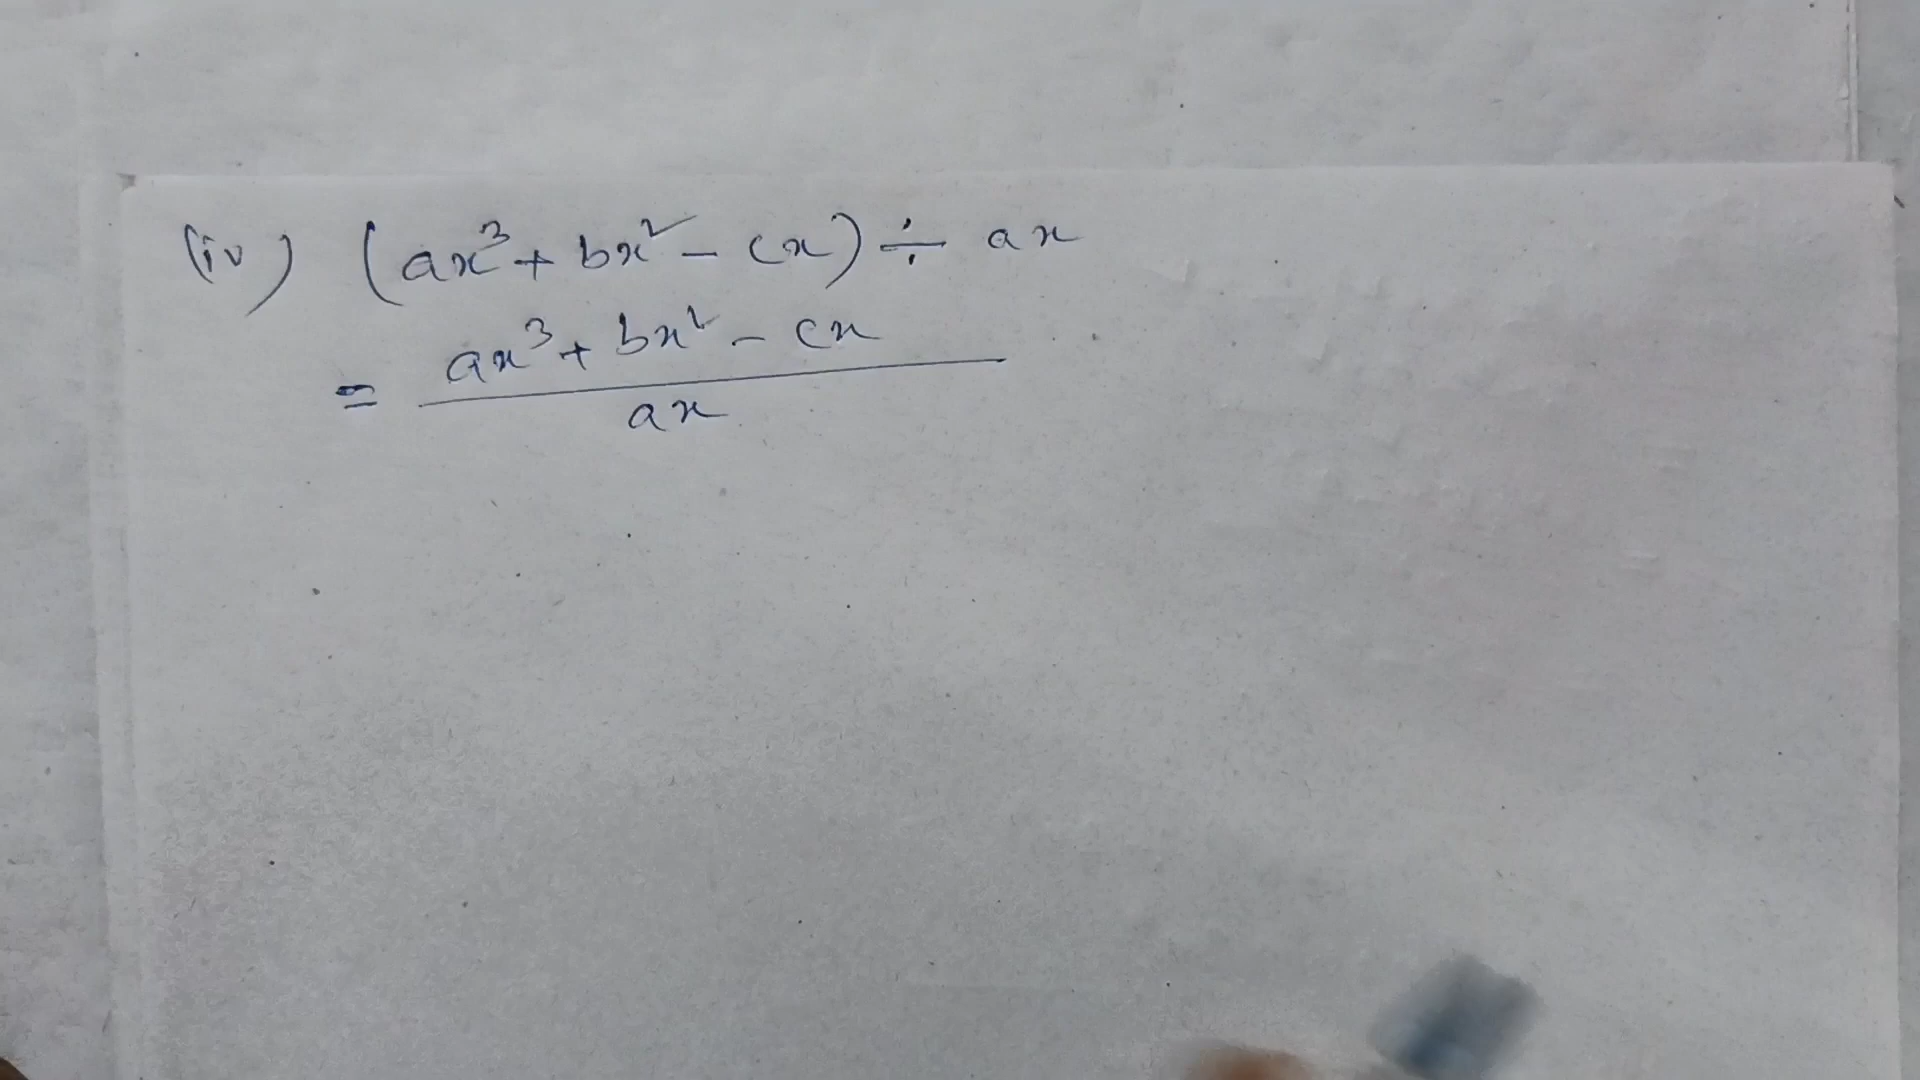 (iv) (ax³ + bx² - cx) ÷ ax
= ax³ + bx² - cx
ax